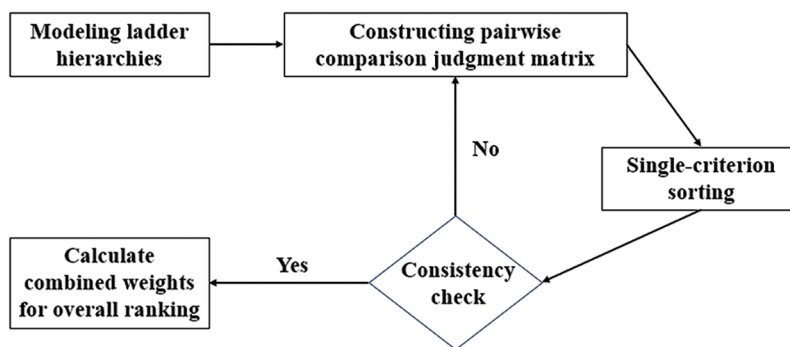 Modeling ladder
hierarchies
Constructing pairwise
comparison judgment matrix
Single-criterion
sorting
No
Consistency
check
Yes
Calculate
combined weights
for overall ranking